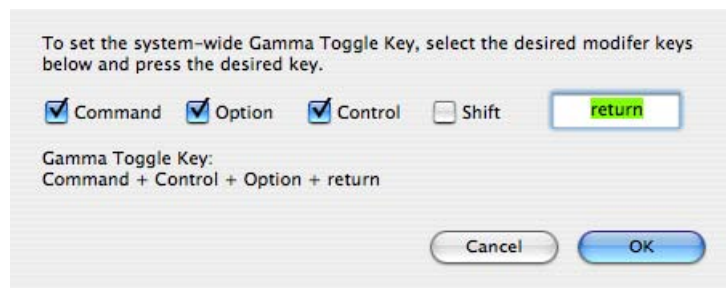 To set the system-wide Gamma Toggle Key, select the desired modifer keys
below and press the desired key.
Command Option Control Shift return
Gamma Toggle Key:
Command + Control + Option + return
Cancel OK